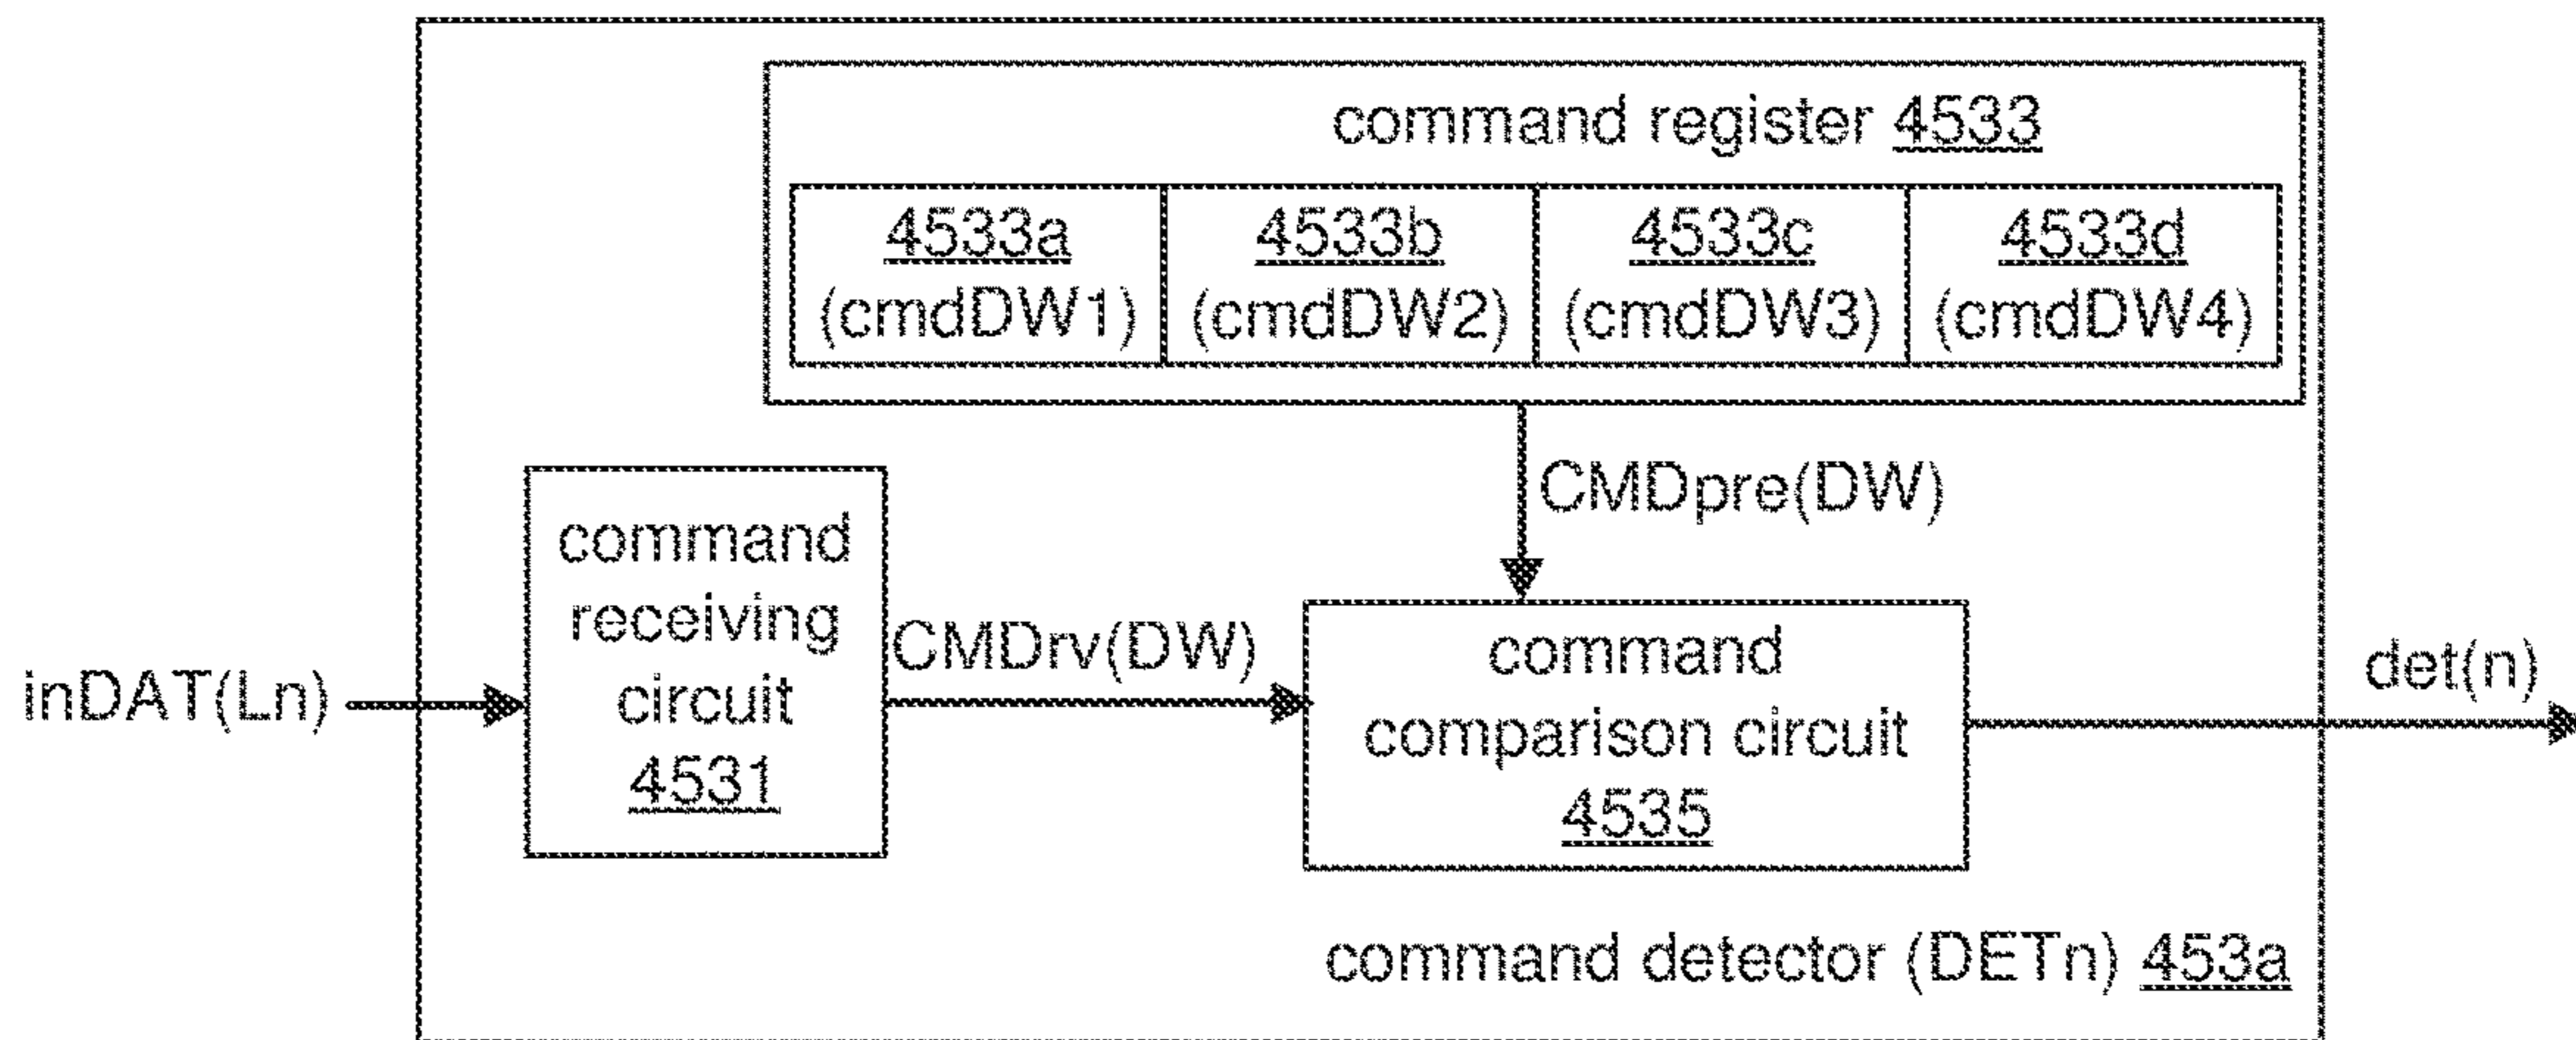 command register 4533
4533a
(cmdDW1)
4533b
(cmdDW2)
4533c
(cmdDW3)
4533d
(cmdDW4)
CMDpre(DW)
command
receiving
circuit
4531
CMDrv(DW)
inDAT(Ln)
command
comparison circuit
4535
det(n)
command detector (DETn) 453a